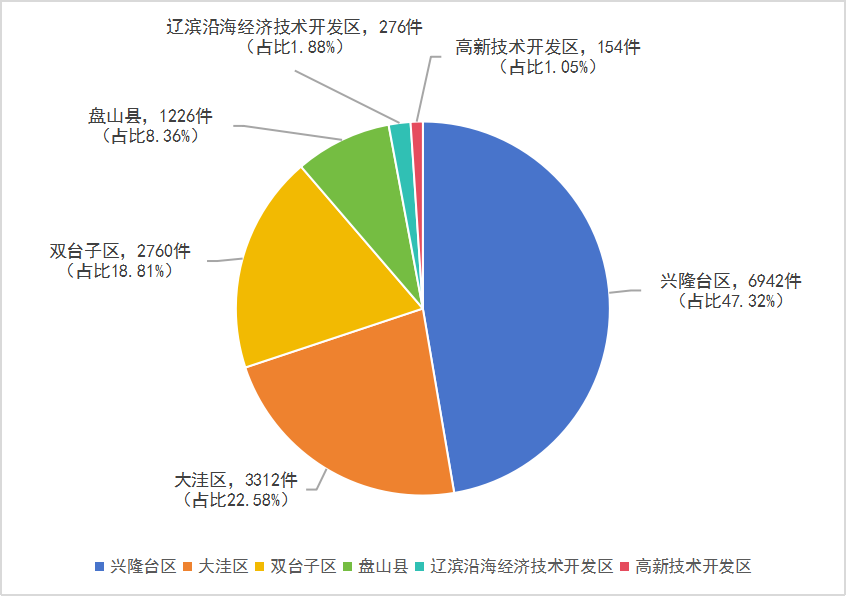 辽滨沿海经济技术开发区，276件
（占比1.88%）
高新技术开发区，154件
（占比1.05%）
盘山县，1226件
（占比8.36%）
双台子区，2760件
（占比18.81%）
兴隆台区，6942件
（占比47.32%）
大洼区，3312件
（占比22.58%）
兴隆台区 大洼区 双台子区 盘山县 辽滨沿海经济技术开发区 高新技术开发区